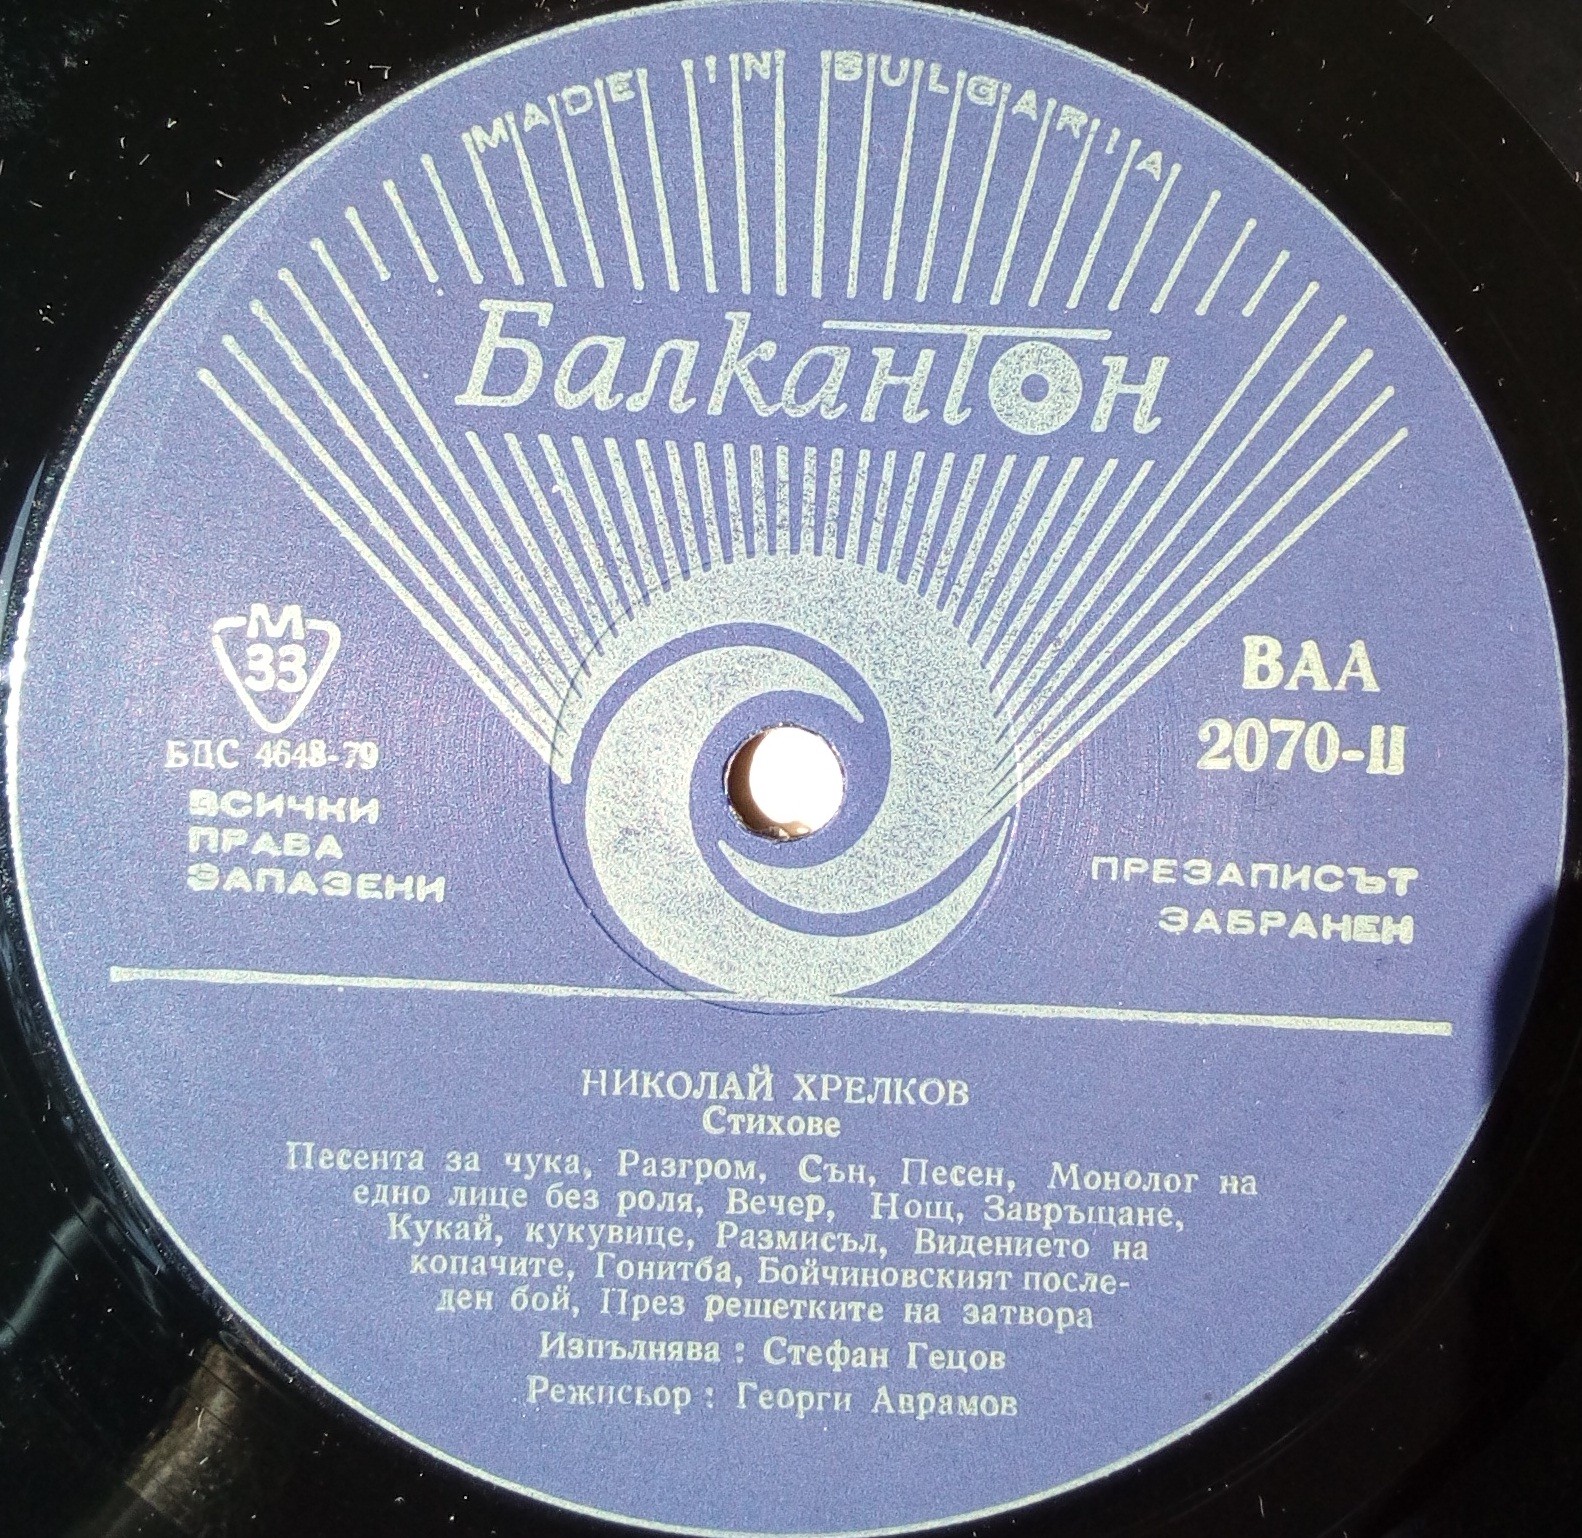 MADE IN BULGARIA
Балкантон
М
33
БДС 4648-79
ВСИЧКИ
ПРАВА
ЗАПАЗЕНИ
ВАА
2070-II
ПРЕЗАПИСЪТ
ЗАБРАНЕН
НИКОЛАЙ ХРЕЛКОВ
Стихове
Песента за чука, Разгром, Сън, Песен, Монолог на
едно лице без роля, Вечер, Нощ, Завръщане,
Кукай, кукувице, Размисъл, Видението на
копачите, Гонитба, Бойчиновският после-
ден бой, През решетките на затвора
Изпълнява : Стефан Гецов
Режисьор : Георги Аврамов